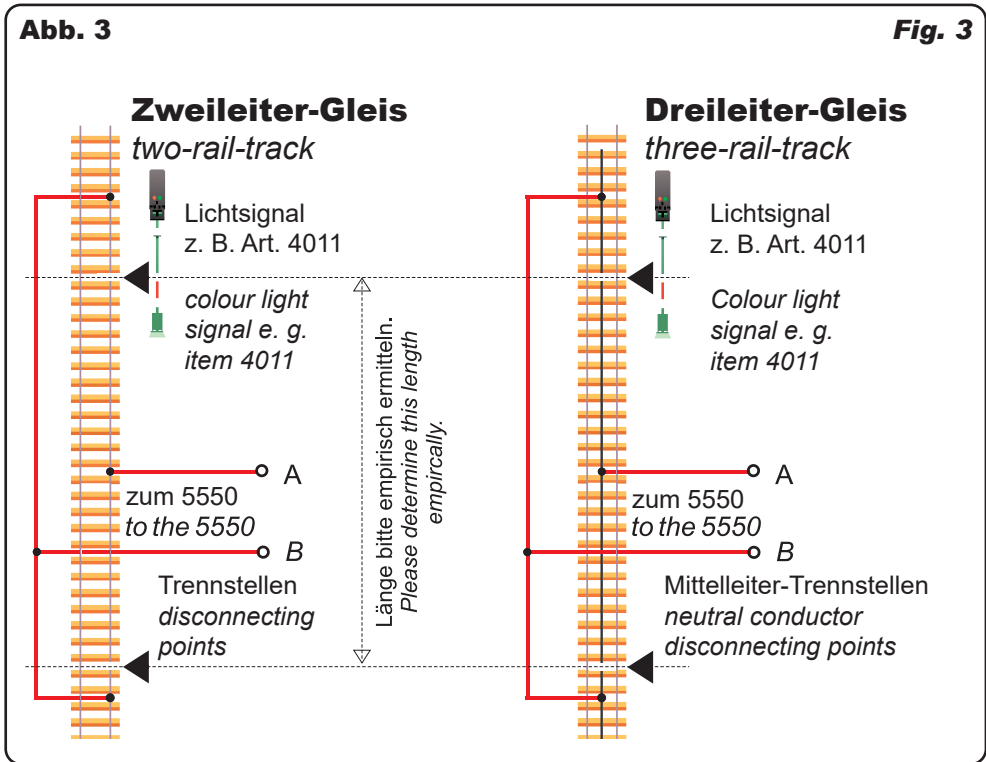 Abb. 3
Fig. 3
Zweileiter-Gleis
two-rail-track
Lichtsignal
z. B. Art. 4011
colour light
signal e. g.
item 4011
A
zum 5550
to the 5550
B
Trennstellen
disconnecting
points
Länge bitte empirisch ermitteln.
Please determine this length
empircally.
Dreileiter-Gleis
three-rail-track
Lichtsignal
z. B. Art. 4011
Colour light
signal e. g.
item 4011
A
zum 5550
to the 5550
B
Mittelleiter-Trennstellen
neutral conductor
disconnecting points